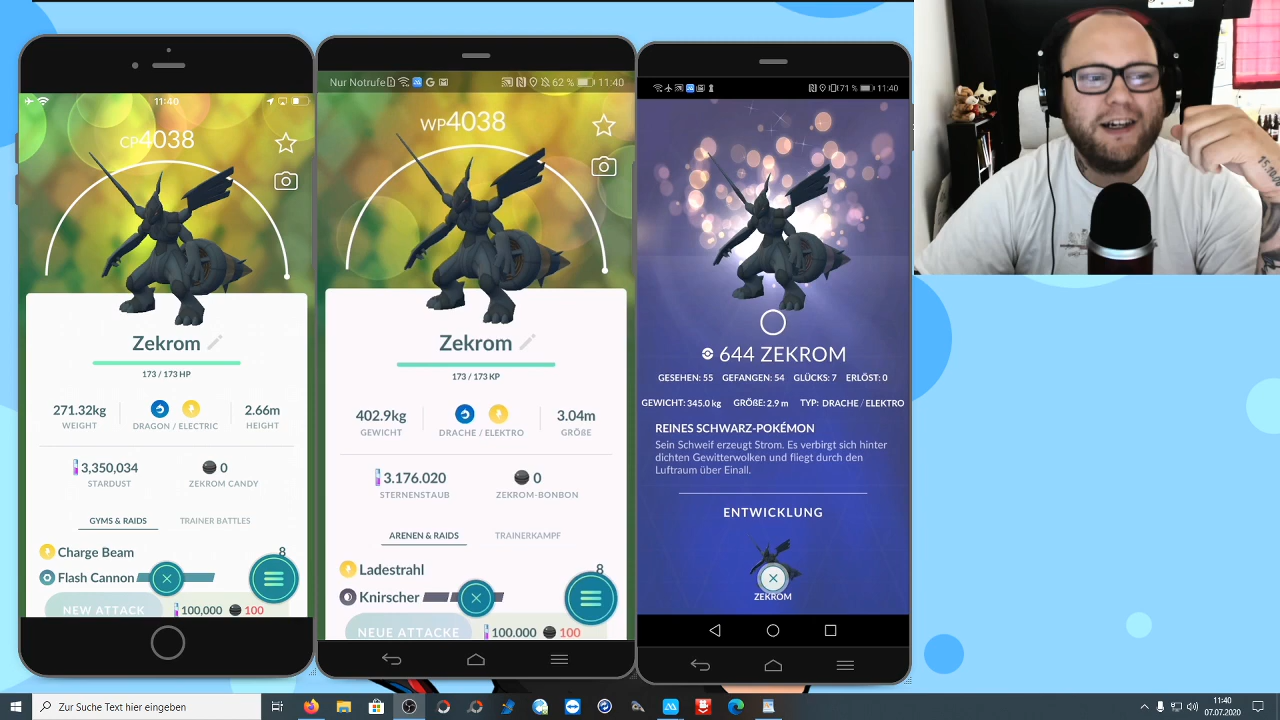 11:40
CP4038
Zekrom
173 / 173 HP
271.32kg
WEIGHT
DRAGON / ELECTRIC
2.66m
HEIGHT
3,350,034
STARDUST
0
ZEKROM CANDY
GYMS & RAIDS
TRAINER BATTLES
Charge Beam
8
Flash Cannon
NEW ATTACK
100,000
100
Nur Notrufe
62 %
11:40
WP4038
Zekrom
173 / 173 KP
402.9kg
GEWICHT
DRACHE / ELEKTRO
3.04m
GRÖßE
3.176.020
STERNENSTAUB
0
ZEKROM-BONBON
ARENEN & RAIDS
TRAINERKAMPF
Ladestrahl
8
Knirscher
NEUE ATTACKE
100.000
100
71 %
11:40
644 ZEKROM
GESEHEN: 55 GEFANGEN: 54 GLÜCKS: 7 ERLÖST: 0
GEWICHT: 345.0 kg GRÖßE: 2.9 m TYP: DRACHE / ELEKTRO
REINES SCHWARZ-POKÉMON
Sein Schweif erzeugt Strom. Es verbirgt sich hinter
dichten Gewitterwolken und fliegt durch den
Luftraum über Einall.
ENTWICKLUNG
ZEKROM
Zur Suche Text hier eingeben
11:40
07.07.2020